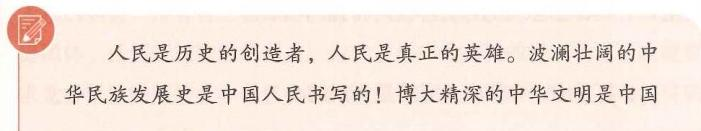 人民是历史的创造者，人民是真正的英雄。波澜壮阔的中
华民族发展史是中国人民书写的！博大精深的中华文明是中国